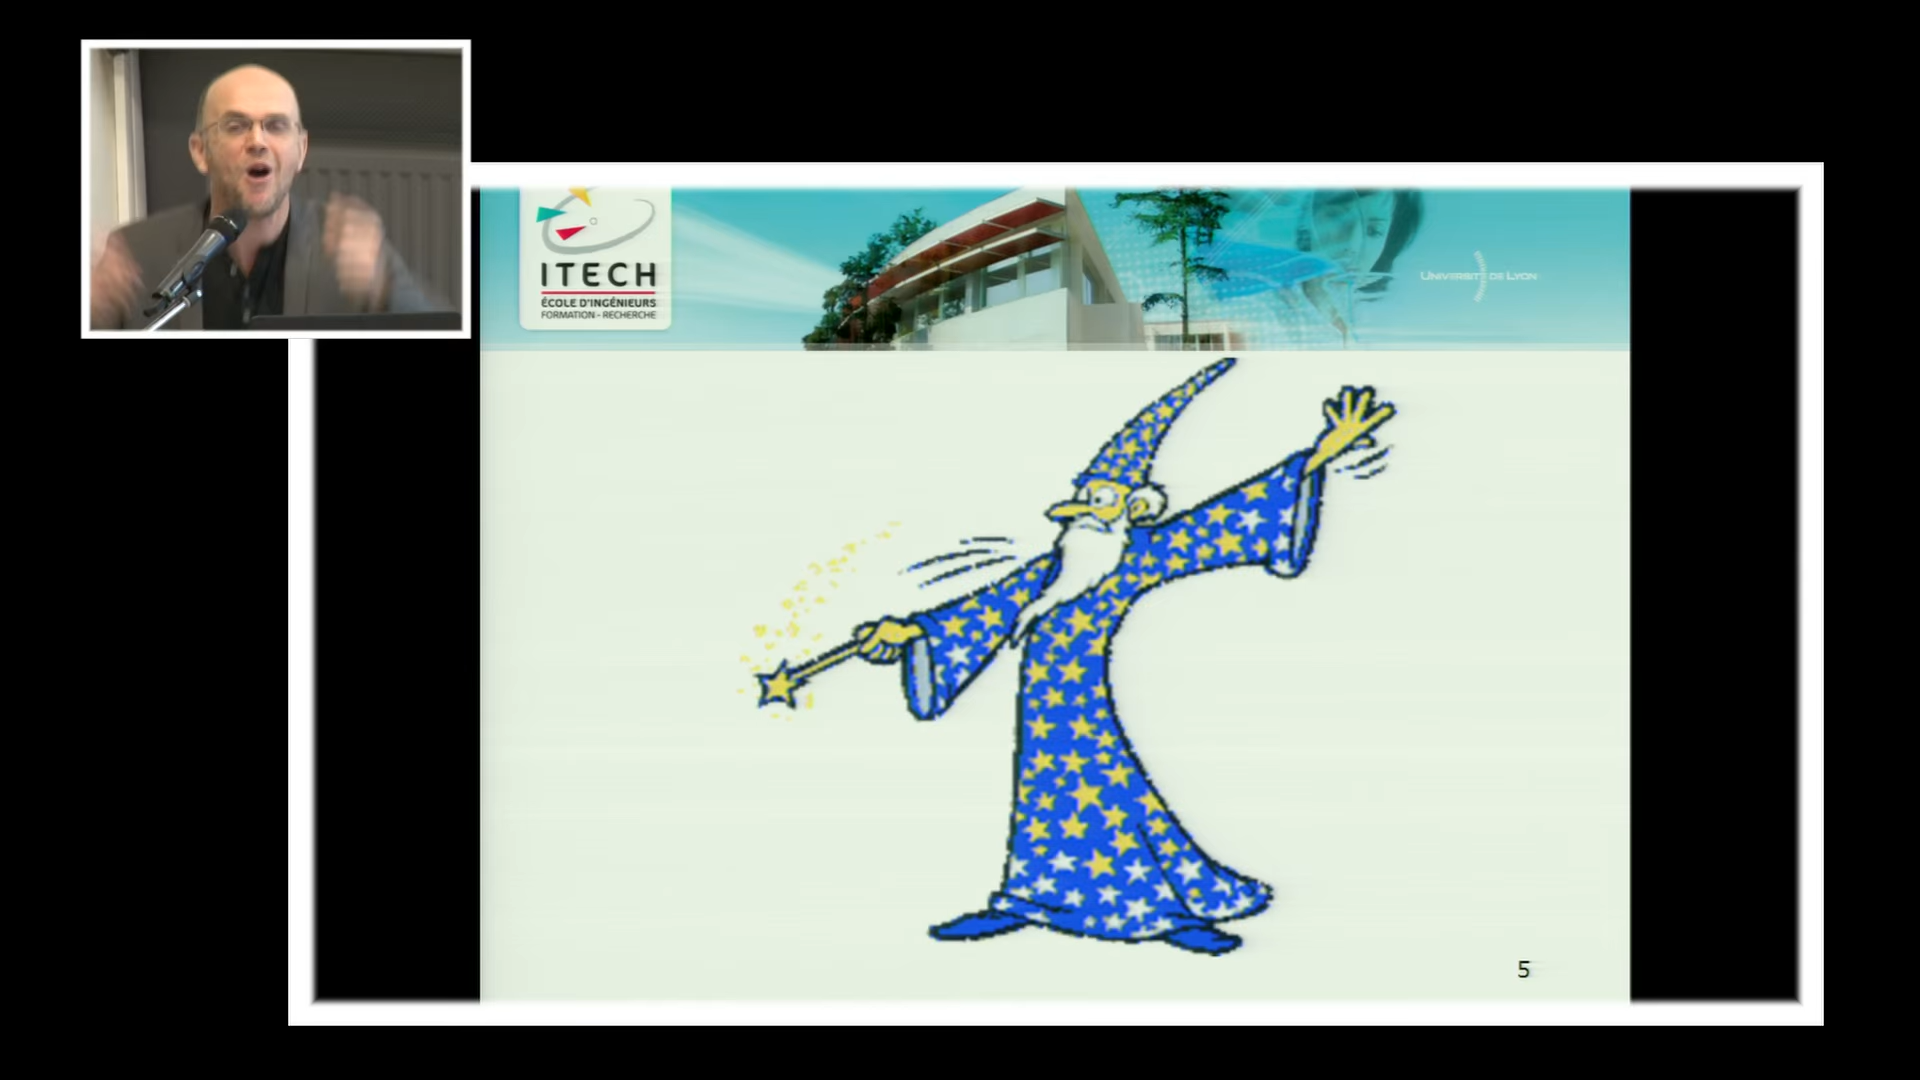 ITECH
ÉCOLE D'INGÉNIEURS
FORMATION - RECHERCHE
UNIVERSITÉ DE LYON
5